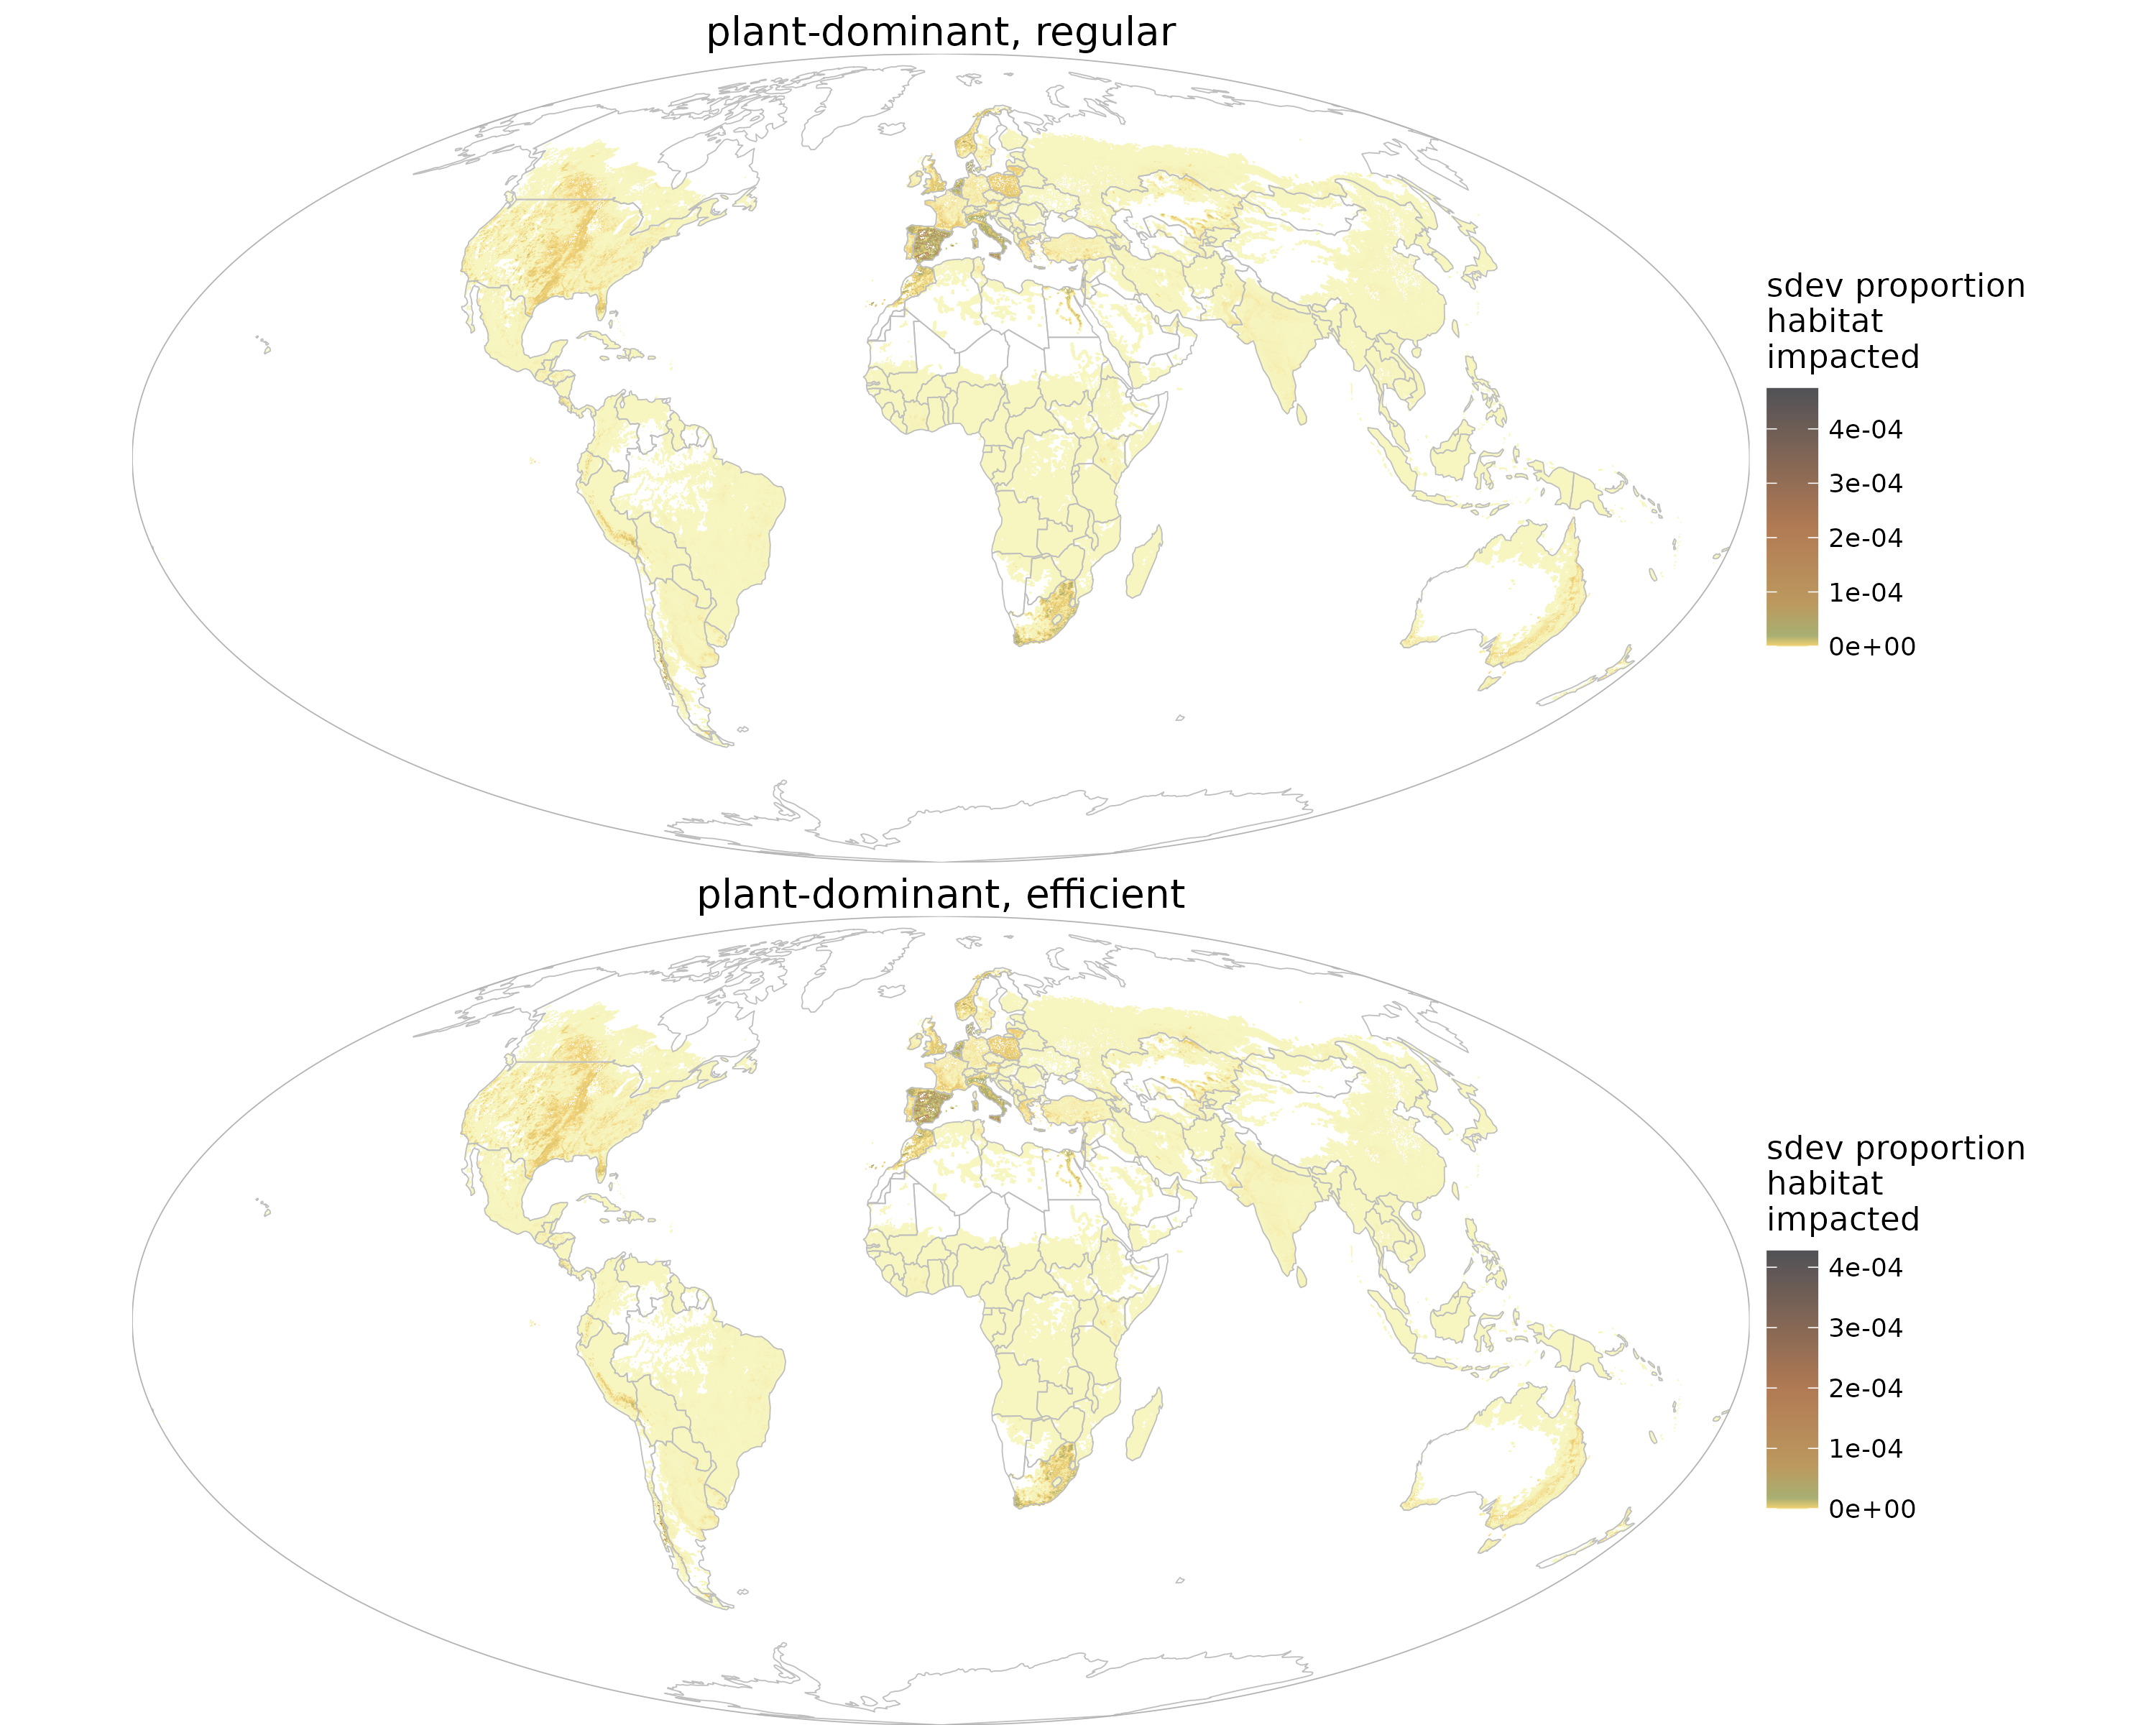 plant-dominant, regular
sdev proportion
habitat
impacted
4e-04
3e-04
2e-04
1e-04
0e+00
plant-dominant, efficient
sdev proportion
habitat
impacted
4e-04
3e-04
2e-04
1e-04
0e+00